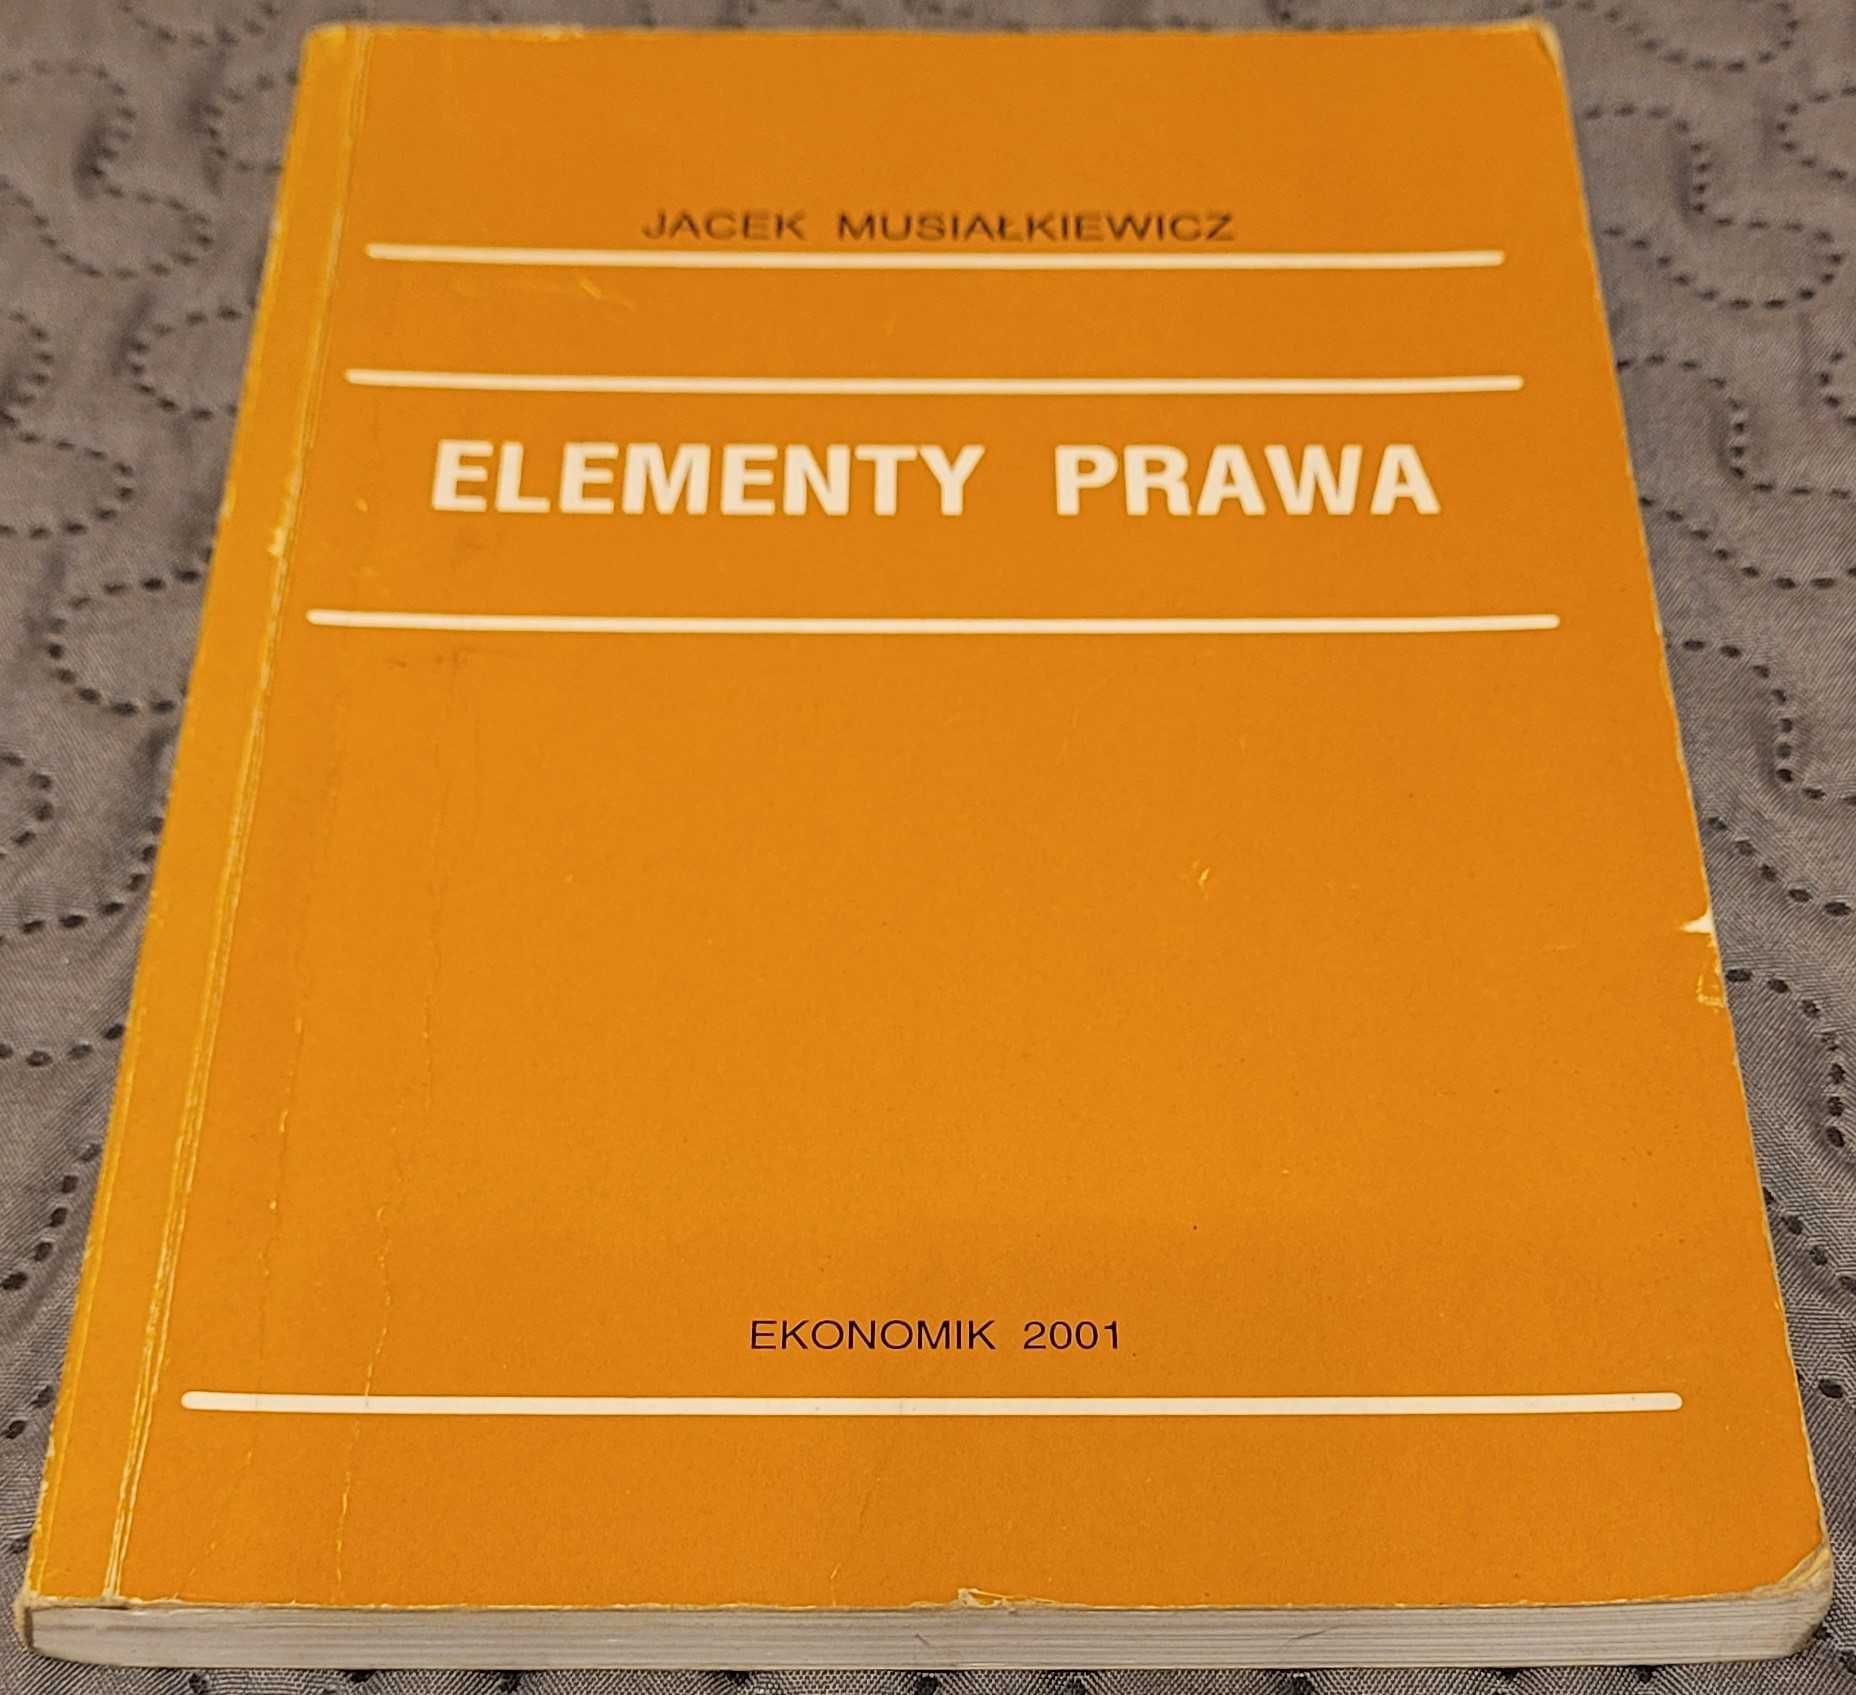 JACEK MUSIAŁKIEWICZ
ELEMENTY PRAWA
EKONOMIK 2001